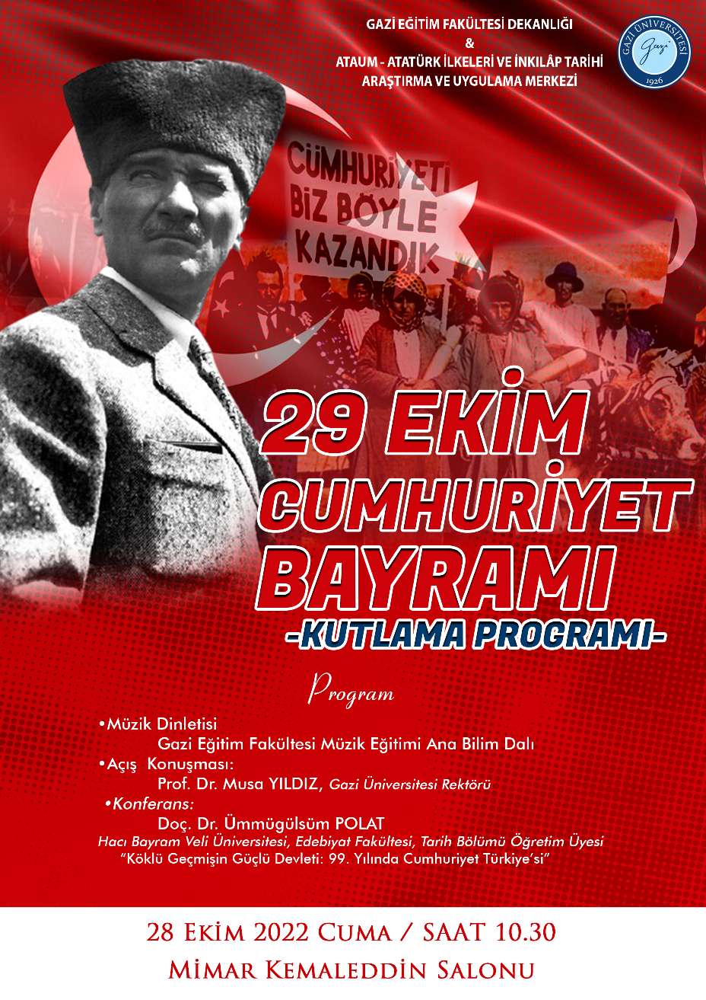 GAZİ EĞİTİM FAKÜLTESİ DEKANLIĞI
&
ATAUM - ATATÜRK İLKELERİ VE İNKILÂP TARİHİ
ARAŞTIRMA VE UYGULAMA MERKEZİ
GAZİ ÜNİVERSİTESİ
Gazi
1926
CÜMHURİYETİ
BİZ BÖYLE
KAZANDIK
29 EKİM
CUMHURİYET
BAYRAMI
-KUTLAMA PROGRAMI-
Program
•Müzik Dinletisi
Gazi Eğitim Fakültesi Müzik Eğitimi Ana Bilim Dalı
•Açış Konuşması:
Prof. Dr. Musa YILDIZ, Gazi Üniversitesi Rektörü
•Konferans:
Doç. Dr. Ümmügülsüm POLAT
Hacı Bayram Veli Üniversitesi, Edebiyat Fakültesi, Tarih Bölümü Öğretim Üyesi
“Köklü Geçmişin Güçlü Devleti: 99. Yılında Cumhuriyet Türkiye’si”
28 EKİM 2022 CUMA / SAAT 10.30
MİMAR KEMALEDDİN SALONU